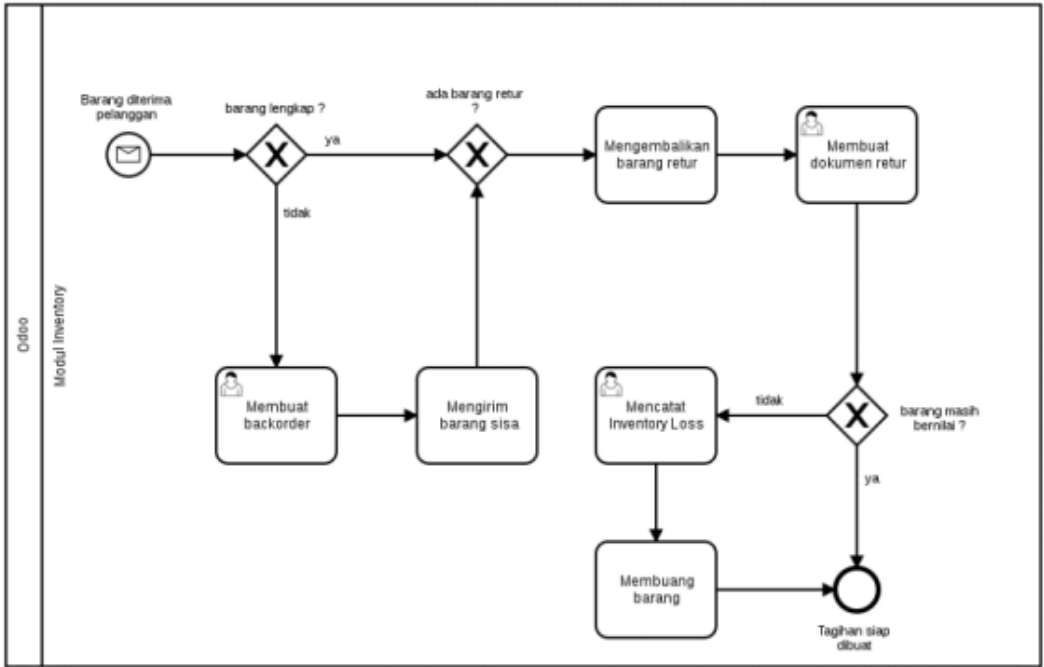 Odoo
Modul Inventory
Barang diterima
pelanggan
barang lengkap ?
ya
tidak
ada barang retur
?
Mengembalikan
barang retur
Membuat
dokumen retur
Membuat
backorder
Mengirim
barang sisa
Mencatat
Inventory Loss
tidak
barang masih
bernilai ?
ya
Membuang
barang
Tagihan siap
dibuat